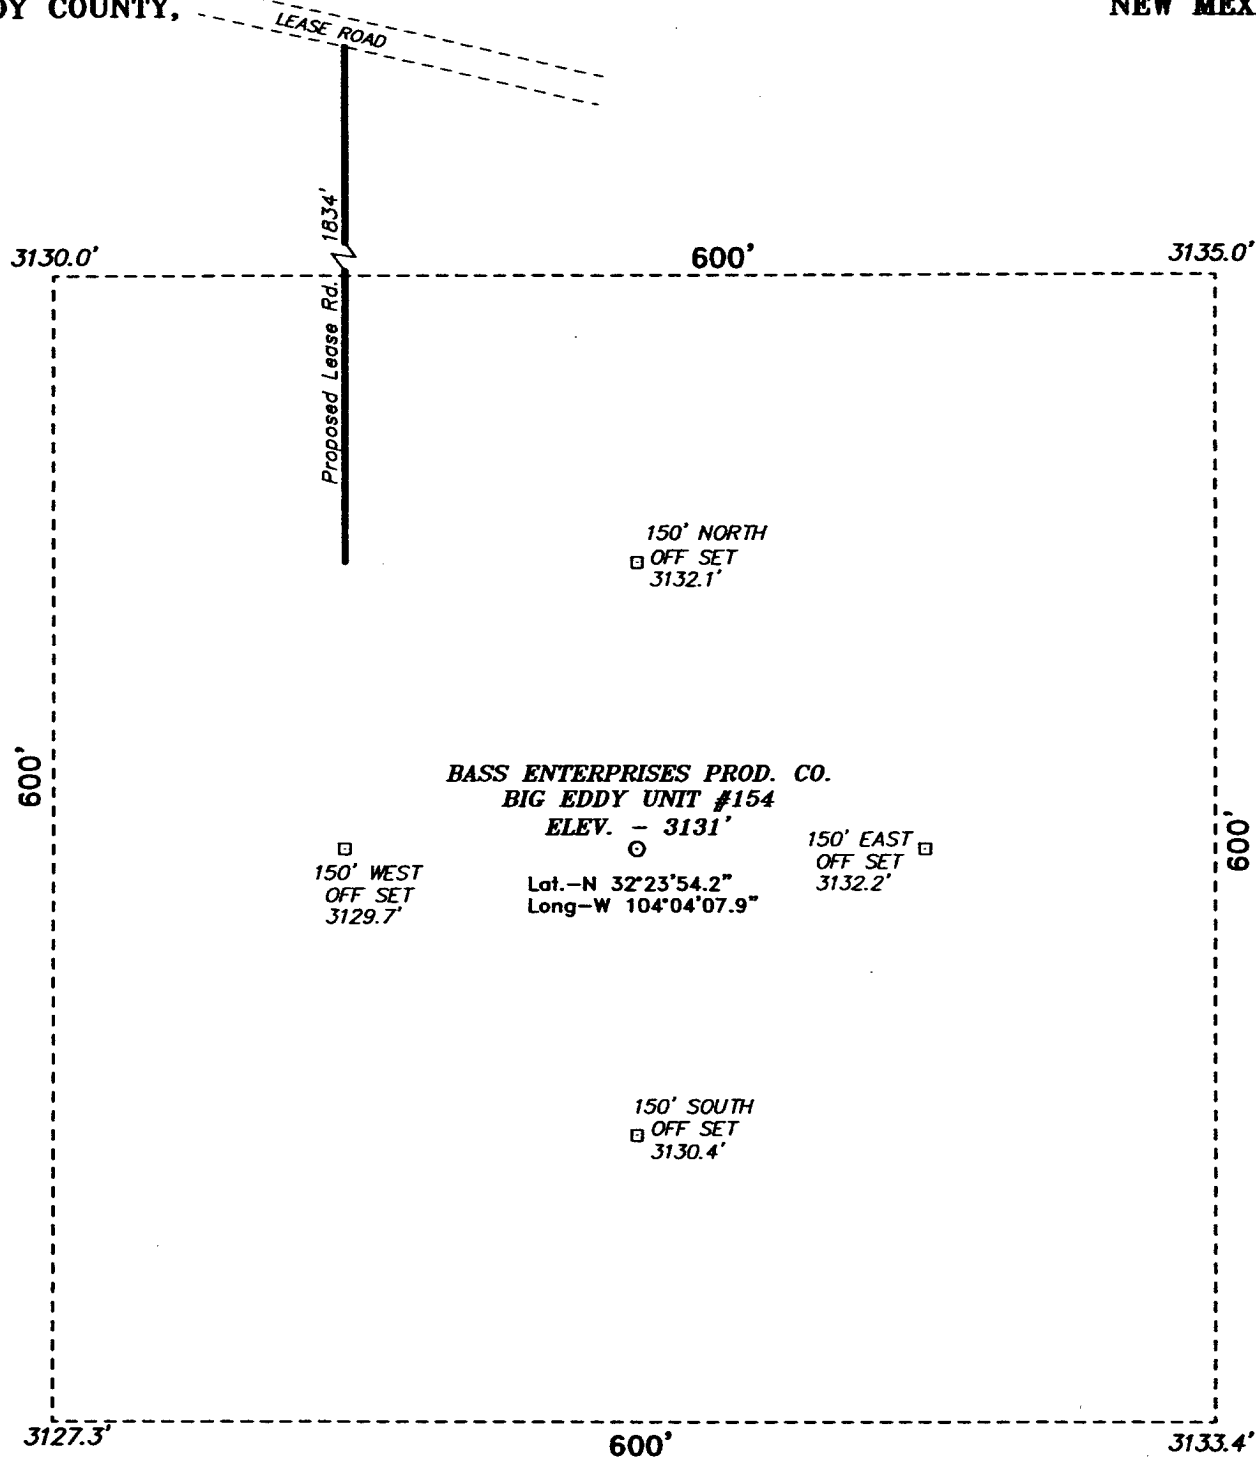 COUNTY,
LEASE ROAD
Proposed Lease Rd. 1834'
3130.0'
600'
3135.0'
150' NORTH
OFF SET
3132.1'
600'
BASS ENTERPRISES PROD. CO.
BIG EDDY UNIT #154
ELEV. - 3131'
Lat.-N 32°23'54.2"
Long-W 104°04'07.9"
150' WEST
OFF SET
3129.7'
150' EAST
OFF SET
3132.2'
600'
150' SOUTH
OFF SET
3130.4'
3127.3'
600'
3133.4'